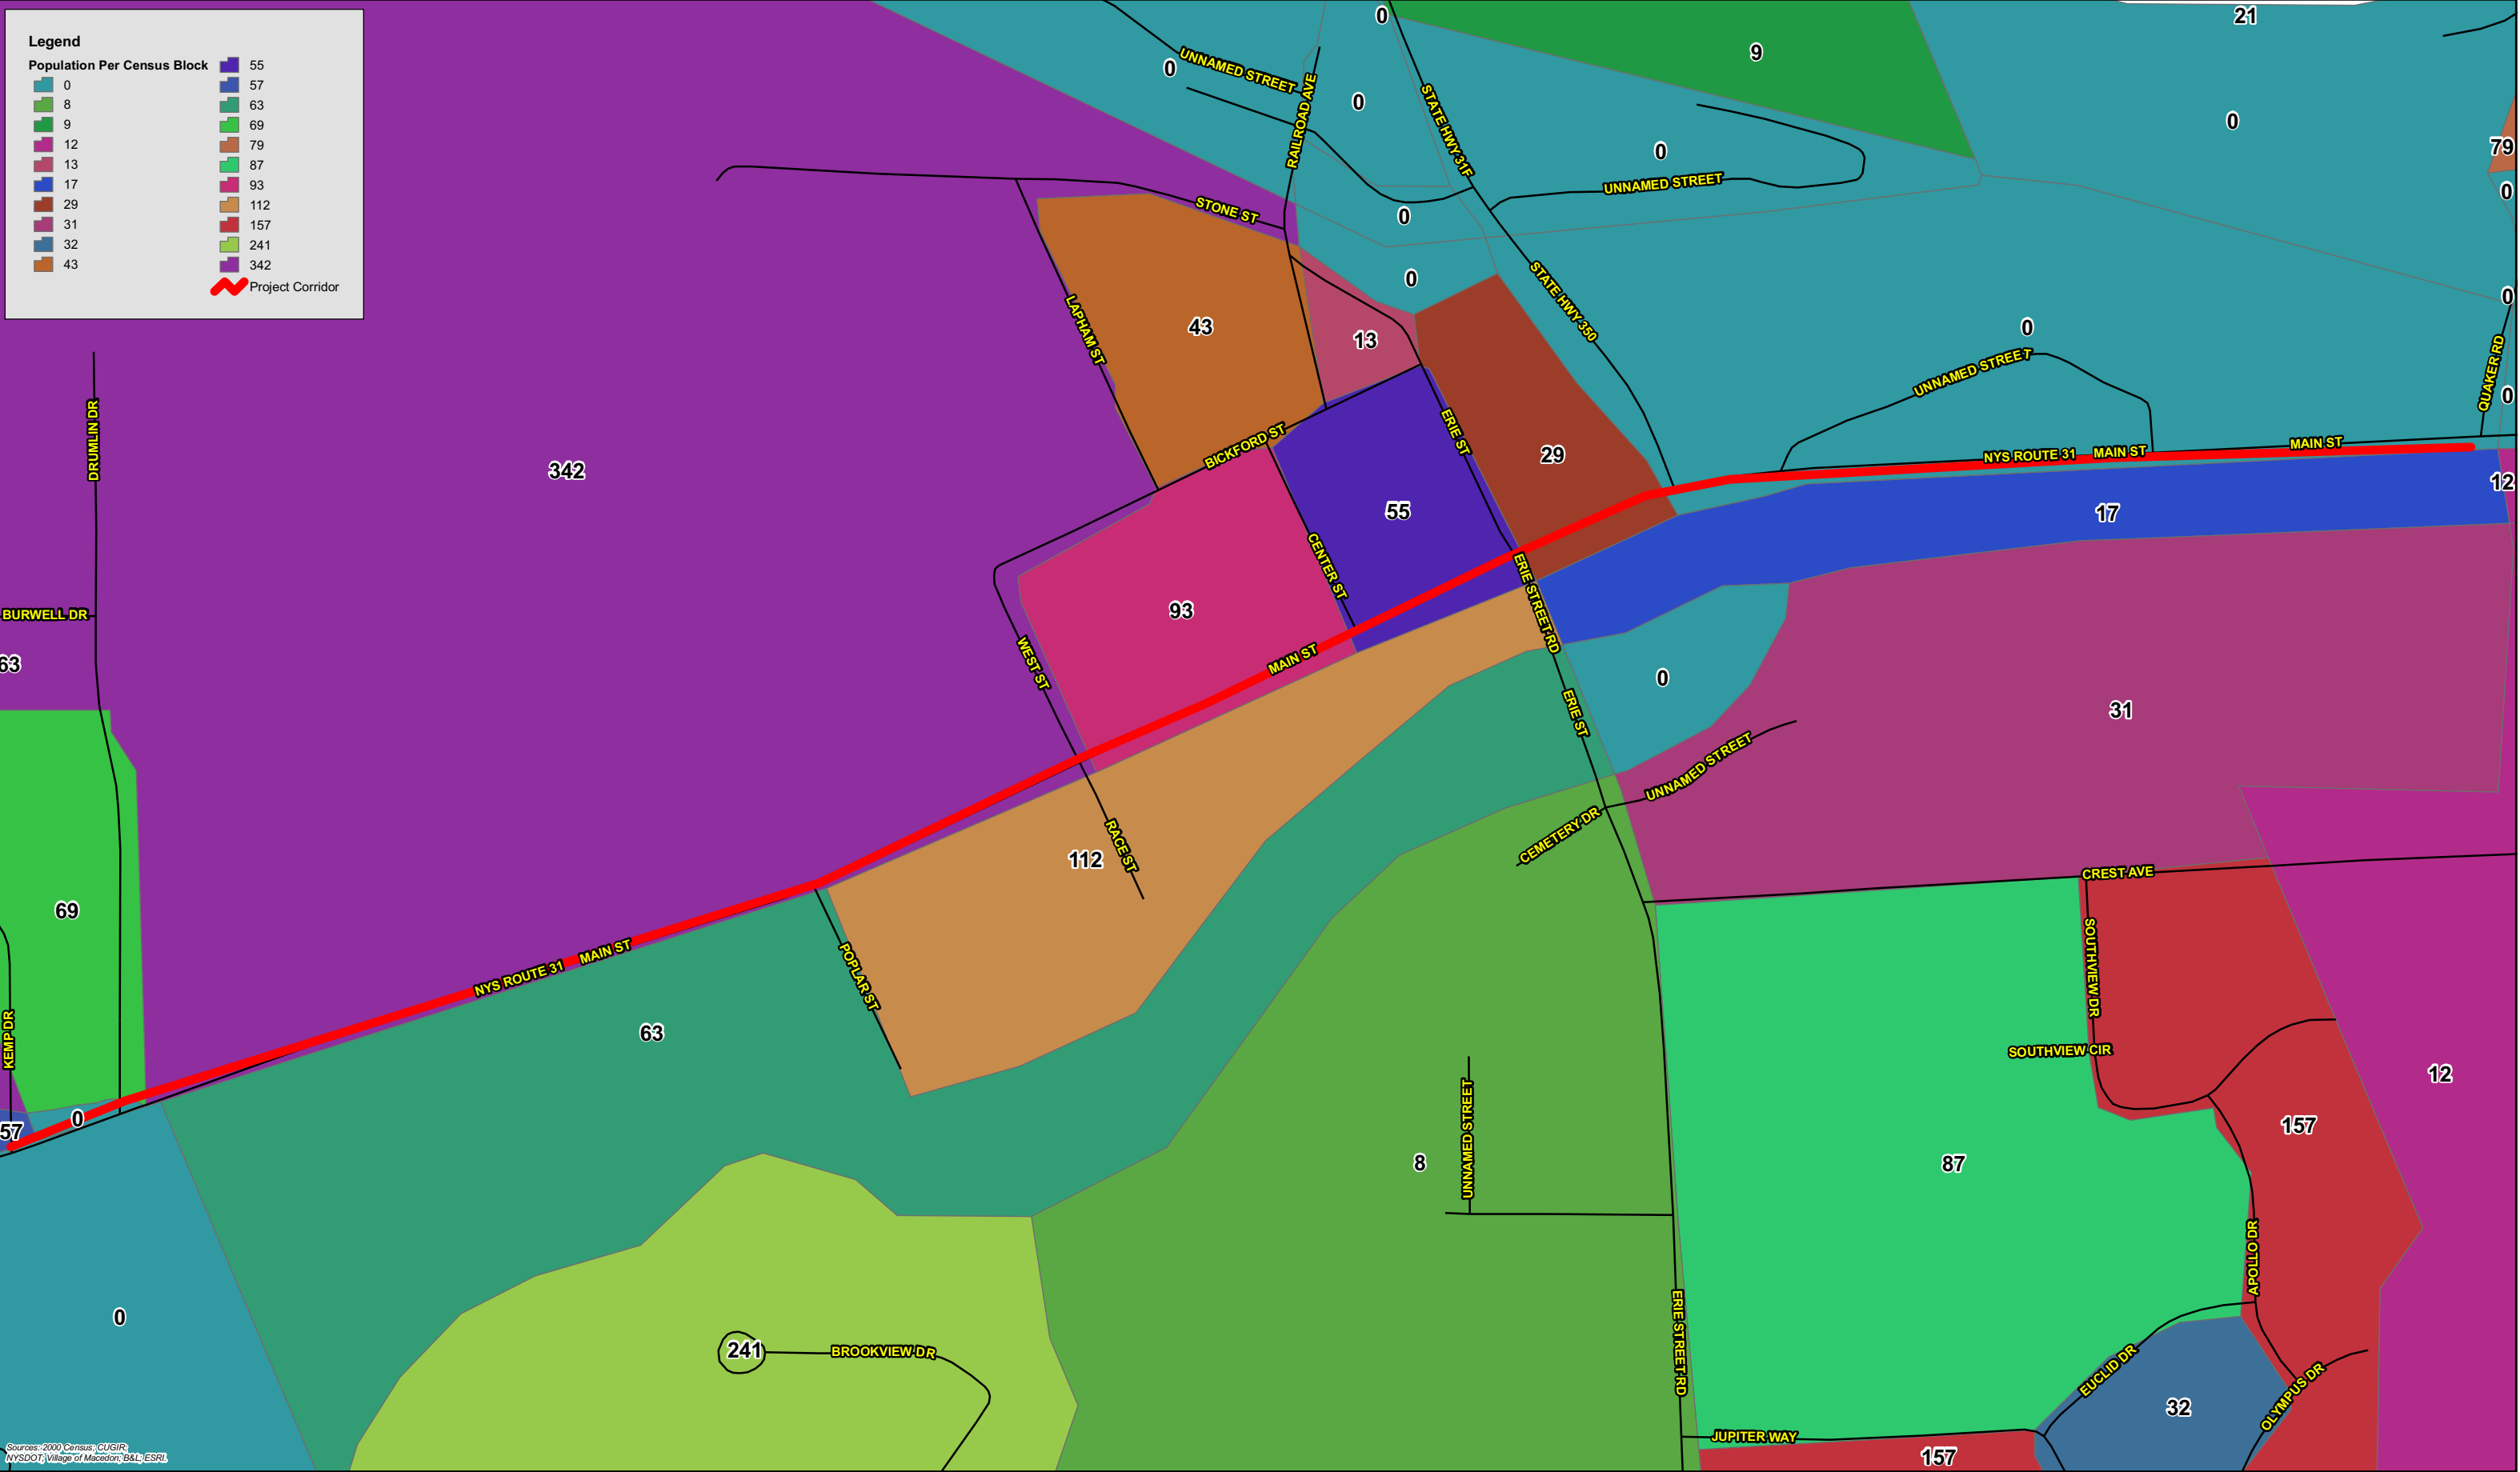 Legend
Population Per Census Block
0
8
9
12
13
17
29
31
32
43
55
57
63
69
79
87
93
112
157
241
342
Project Corridor
0
9
21
0
UNNAMED STREET
RAILROAD AVE
0
STATE HWY 31F
0
UNNAMED STREET
0
79
0
STONE ST
0
0
STATE HWY 350
0
0
LAPHAM ST
43
13
UNNAMED STREET
QUAKER RD
0
DRUMLIN DR
342
BICKFORD ST
ERIE ST
29
NYS ROUTE 31
MAIN ST
MAIN ST
12
55
17
CENTER ST
BURWELL DR
63
93
WEST ST
MAIN ST
ERIE STREET RD
0
ERIE ST
31
UNNAMED STREET
CEMETERY DR
RACE ST
112
CREST AVE
69
NYS ROUTE 31
MAIN ST
POPLAR ST
SOUTHVIEW DR
63
KEMP DR
SOUTHVIEW CIR
12
0
57
157
8
UNNAMED STREET
87
APOLLO DR
0
241
BROOKVIEW DR
ERIE STREET RD
EUCLID DR
OLYMPUS DR
32
JUPITER WAY
157
Sources: 2000 Census; CUGIR;
NYSDOT; Village of Macedon; B&L; ESRI.